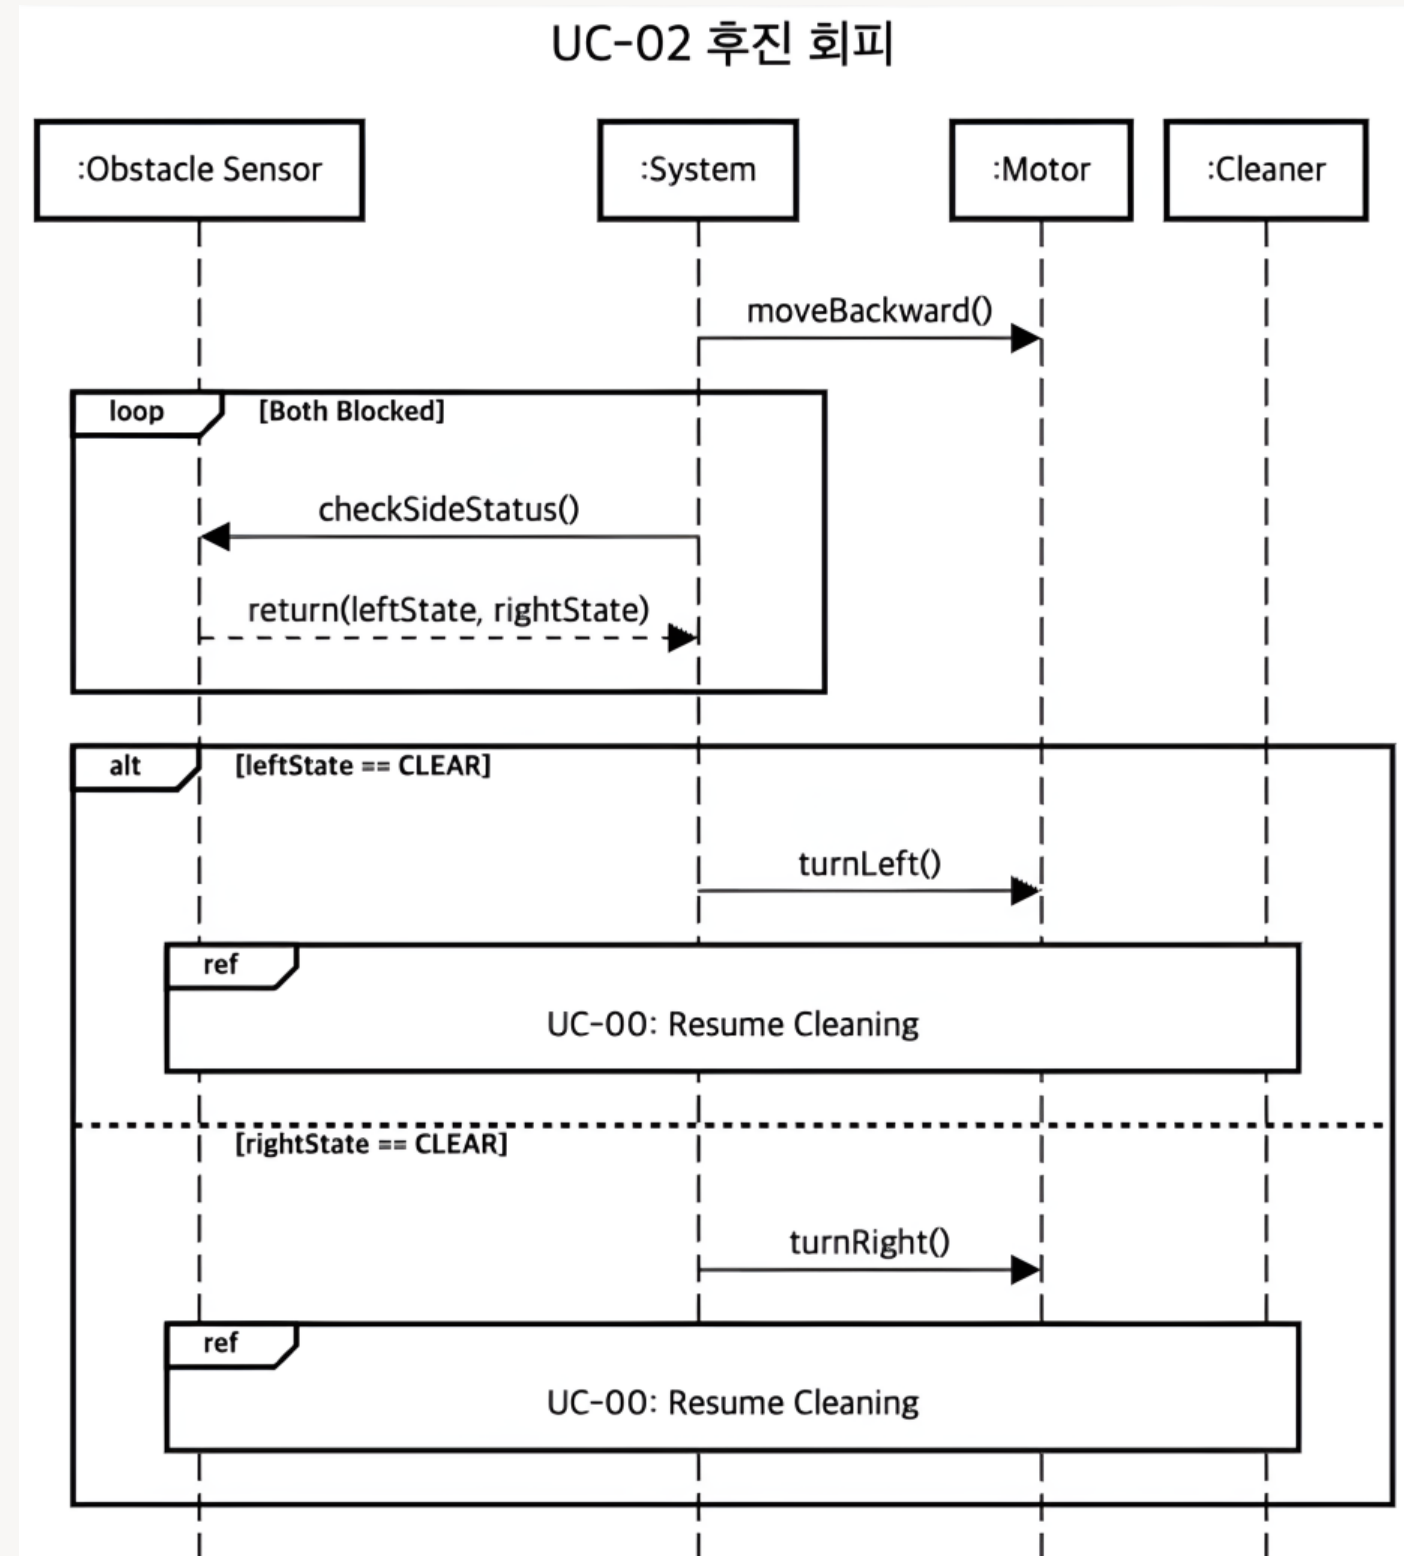 UC-02 후진 회피
:Obstacle Sensor
:System
:Motor
:Cleaner
moveBackward()
loop
[Both Blocked]
checkSideStatus()
return(leftState, rightState)
alt
[leftState == CLEAR]
turnLeft()
ref
UC-00: Resume Cleaning
[rightState == CLEAR]
turnRight()
ref
UC-00: Resume Cleaning